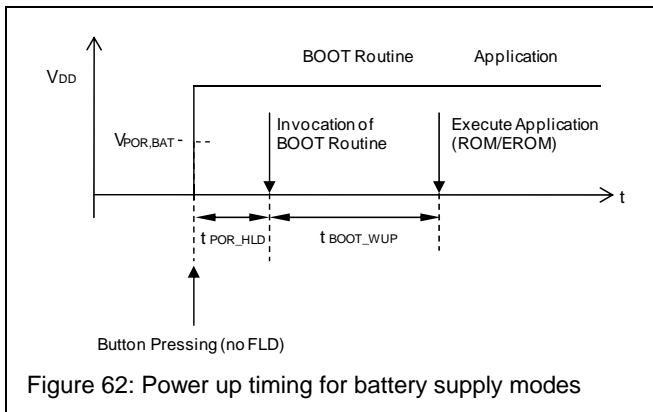 BOOT Routine Application
VDD
Invocation of
BOOT Routine
Execute Application
(ROM/EROM)
VPOR,BAT
t
t POR_HLD
t BOOT_WUP
Button Pressing (no FLD)
Figure 62: Power up timing for battery supply modes